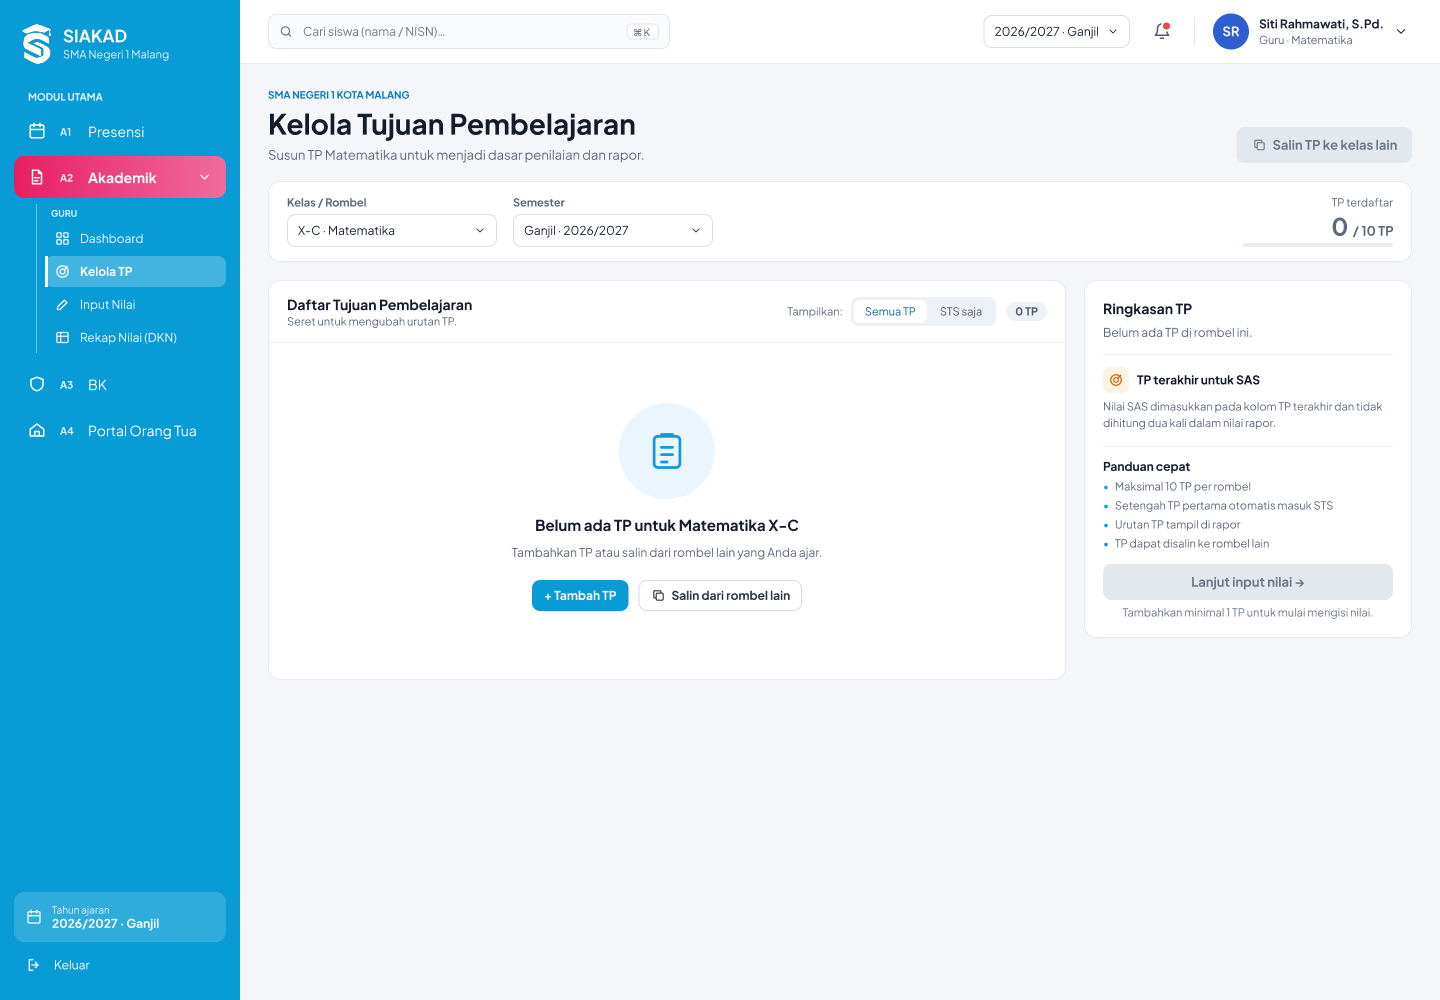 SIAKAD
SMA Negeri 1 Malang
MODUL UTAMA
A1 Presensi
A2 Akademik
GURU
Dashboard
Kelola TP
Input Nilai
Rekap Nilai (DKN)
A3 BK
A4 Portal Orang Tua
Tahun ajaran
2026/2027 · Ganjil
Keluar
Cari siswa (nama / NISN)...
⌘K
2026/2027 · Ganjil
SR
Siti Rahmawati, S.Pd.
Guru · Matematika
SMA NEGERI 1 KOTA MALANG
Kelola Tujuan Pembelajaran
Susun TP Matematika untuk menjadi dasar penilaian dan rapor.
Salin TP ke kelas lain
Kelas / Rombel
X-C · Matematika
Semester
Ganjil · 2026/2027
TP terdaftar
0 / 10 TP
Daftar Tujuan Pembelajaran
Seret untuk mengubah urutan TP.
Tampilkan:
Semua TP
STS saja
0 TP
Belum ada TP untuk Matematika X-C
Tambahkan TP atau salin dari rombel lain yang Anda ajar.
+ Tambah TP
Salin dari rombel lain
Ringkasan TP
Belum ada TP di rombel ini.
TP terakhir untuk SAS
Nilai SAS dimasukkan pada kolom TP terakhir dan tidak
dihitung dua kali dalam nilai rapor.
Panduan cepat
• Maksimal 10 TP per rombel
• Setengah TP pertama otomatis masuk STS
• Urutan TP tampil di rapor
• TP dapat disalin ke rombel lain
Lanjut input nilai →
Tambahkan minimal 1 TP untuk mulai mengisi nilai.